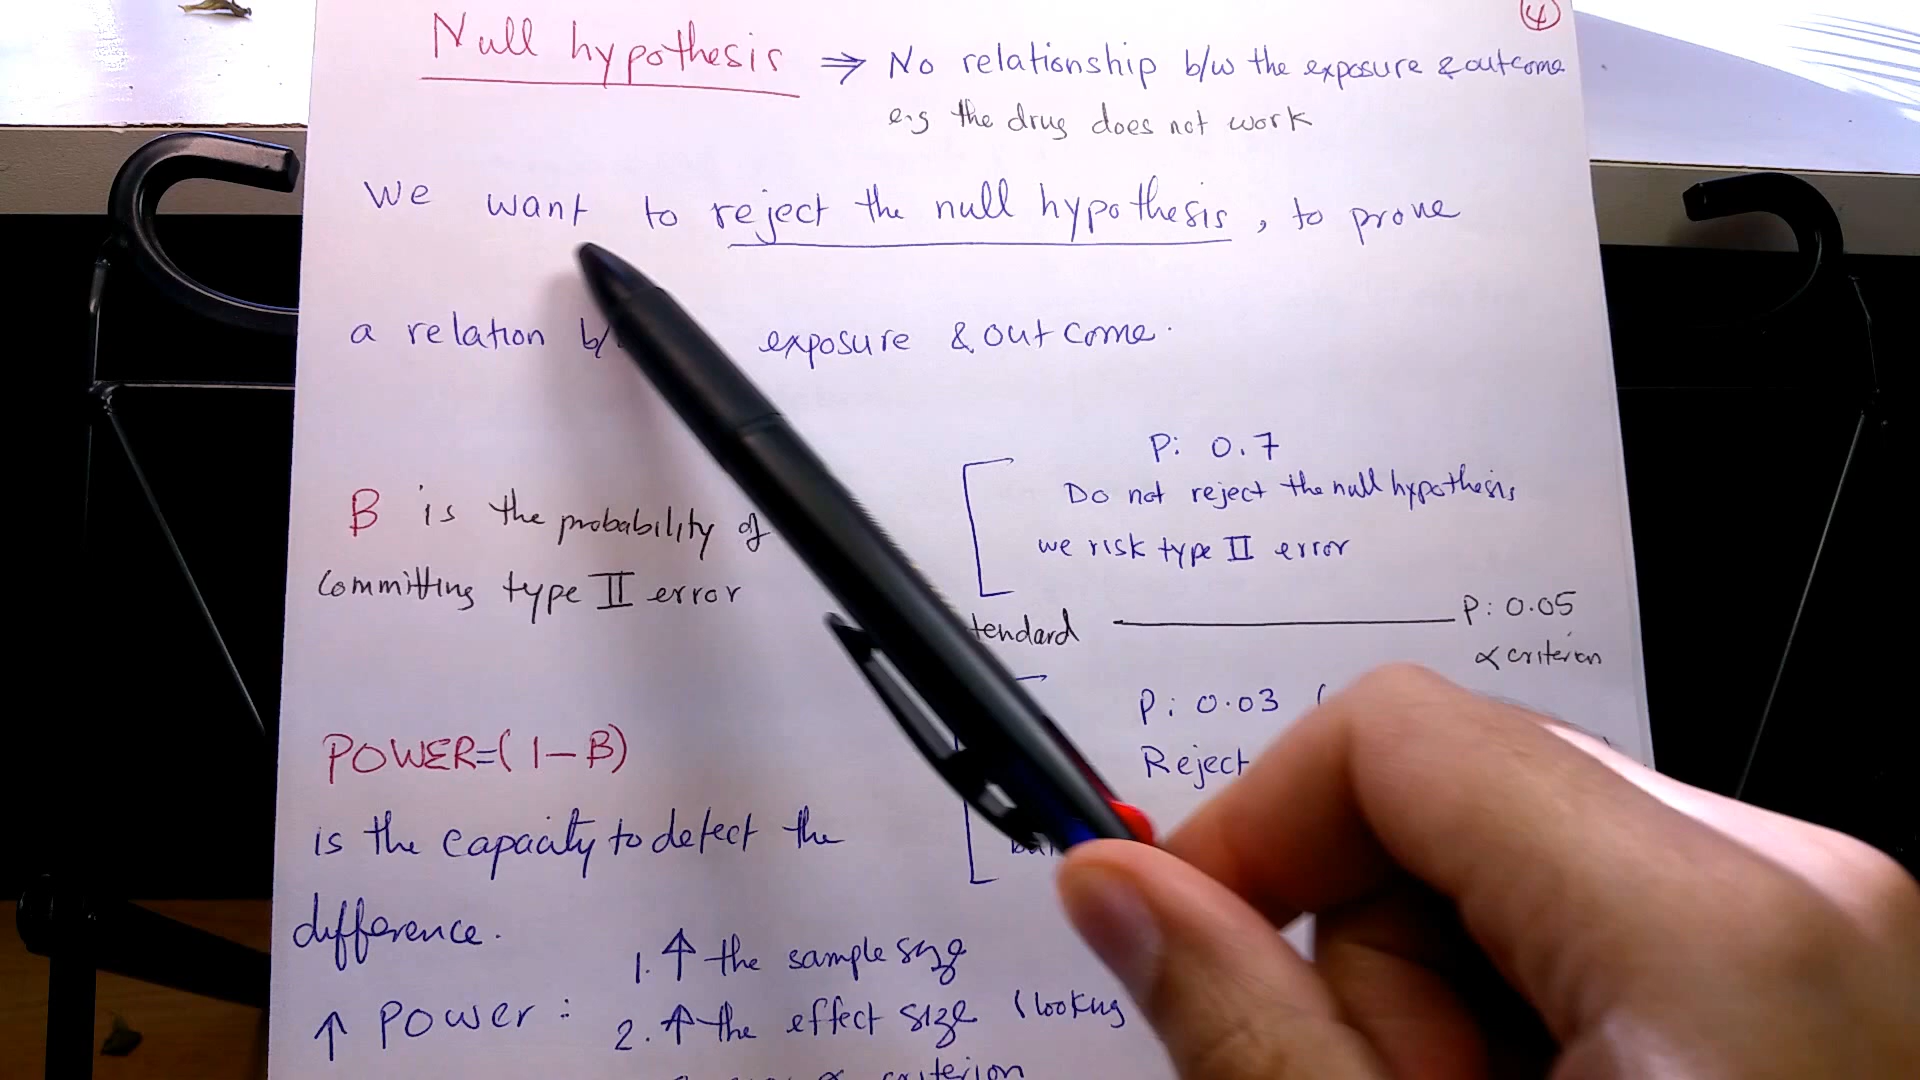 4
Null hypothesis ⇒ No relationship b/w the exposure & outcome
e.g the drug does not work
we want to reject the null hypothesis, to prove
a relation b/ exposure & outcome.
P: 0.7
Do not reject the null hypothesis
we risk type II error
B is the probability of
Committing type II error
tendard P: 0.05
α criterion
P: 0.03 (
Reject
POWER=(1-B)
is the capacity to detect the
difference.
↑ Power :
1. ↑ the sample size
2. ↑ the effect size (looking
α criterion